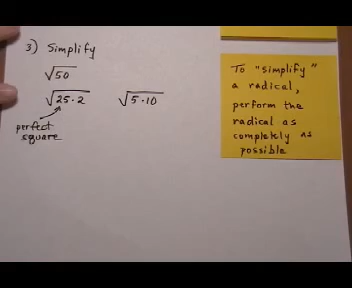 3) Simplify
√50
√25·2 √5·10
perfect
square
To "simplify"
a radical,
perform the
radical as
completely as
possible